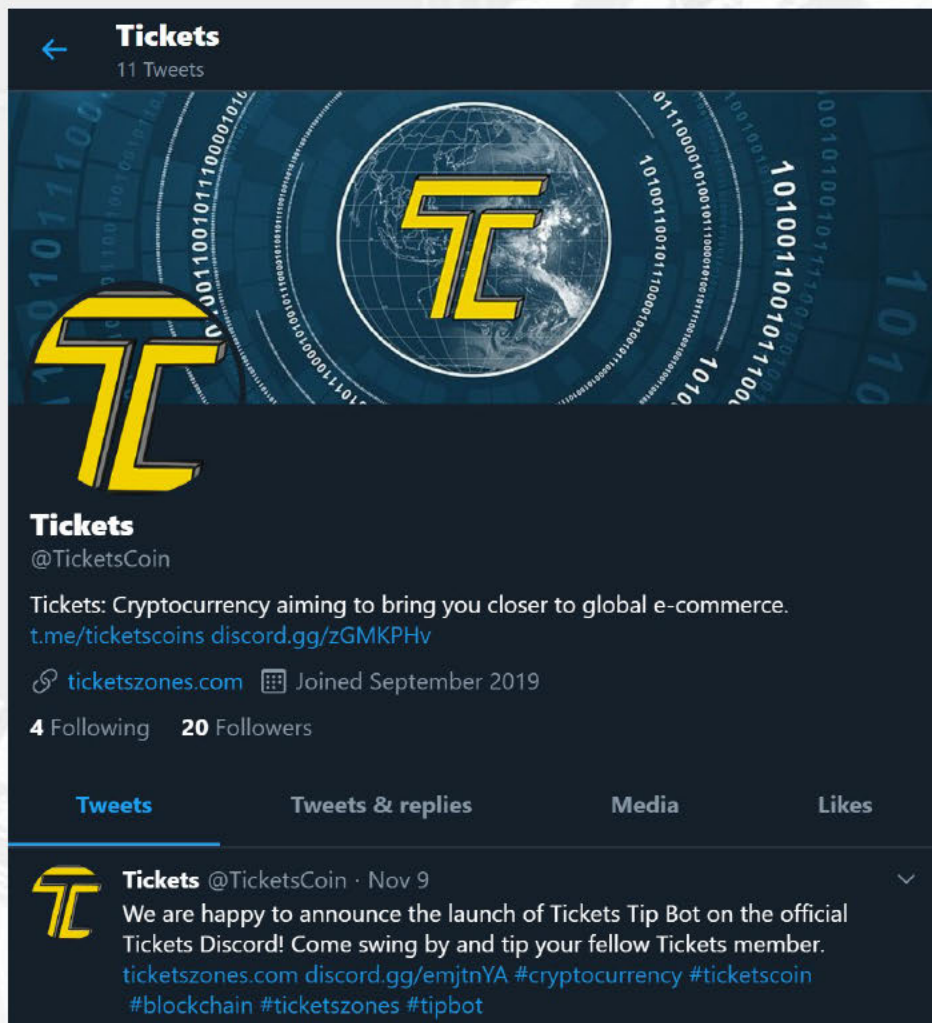 Tickets
11 Tweets
TC
TC
Tickets
@TicketsCoin
Tickets: Cryptocurrency aiming to bring you closer to global e-commerce.
t.me/ticketscoins discord.gg/zGMKPHv
ticketszones.com Joined September 2019
4 Following 20 Followers
Tweets Tweets & replies Media Likes
TC
Tickets @TicketsCoin · Nov 9
We are happy to announce the launch of Tickets Tip Bot on the official
Tickets Discord! Come swing by and tip your fellow Tickets member.
ticketszones.com discord.gg/emjtnYA #cryptocurrency #ticketscoin
#blockchain #ticketszones #tipbot